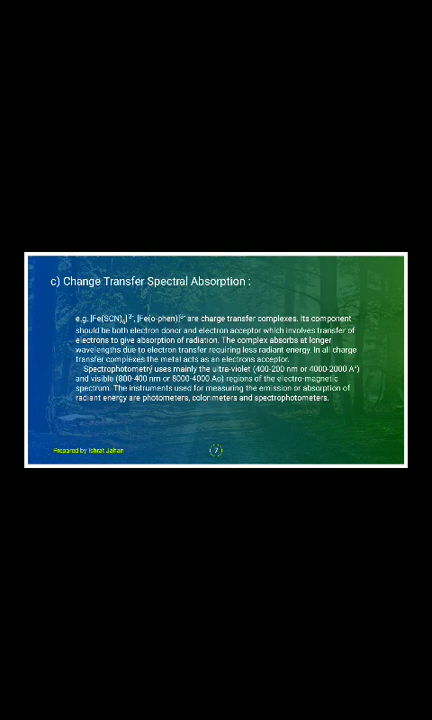 c) Change Transfer Spectral Absorption :
e.g. [Fe(SCN)6]2-, [Fe(o-phen)] are charge transfer complexes. Its component
should be both electron donor and electron acceptor which involves transfer of
electrons to give absorption of radiation. The complex absorbs at longer
wavelengths due to electron transfer requiring less radiant energy. In all charge
transfer complexes the metal acts as an electrons acceptor.
Spectrophotometry uses mainly the ultra-violet (400-200 nm or 4000-2000 A°)
and visible (800-400 nm or 8000-4000 Ao) regions of the electro-magnetic
spectrum. The instruments used for measuring the emission or absorption of
radiant energy are photometers, colorimeters and spectrophotometers.
Prepared by Ishrat Jahan
7